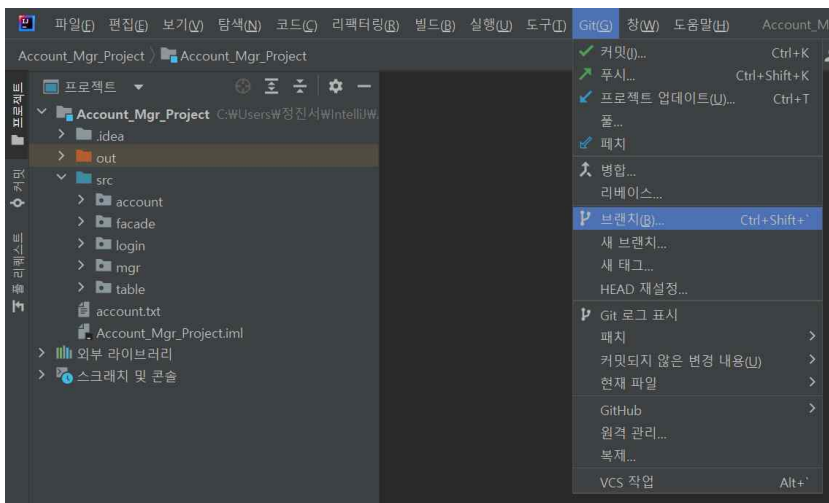 파일(F) 편집(E) 보기(V) 탐색(N) 코드(C) 리팩터링(R) 빌드(B) 실행(U) 도구(T) Git(G) 창(W) 도움말(H) Account_M
Account_Mgr_Project Account_Mgr_Project
프로젝트
Account_Mgr_Project C:₩Users₩정진서₩IntelliJ₩
.idea
out
src
account
facade
login
mgr
table
account.txt
Account_Mgr_Project.iml
외부 라이브러리
스크래치 및 콘솔
프로젝트
커밋
풀 리퀘스트
커밋(I)... Ctrl+K
푸시... Ctrl+Shift+K
프로젝트 업데이트(U)... Ctrl+T
풀...
페치
병합...
리베이스...
브랜치(B)... Ctrl+Shift+`
새 브랜치...
새 태그...
HEAD 재설정...
Git 로그 표시
패치
커밋되지 않은 변경 내용(U)
현재 파일
GitHub
원격 관리...
복제...
VCS 작업 Alt+`